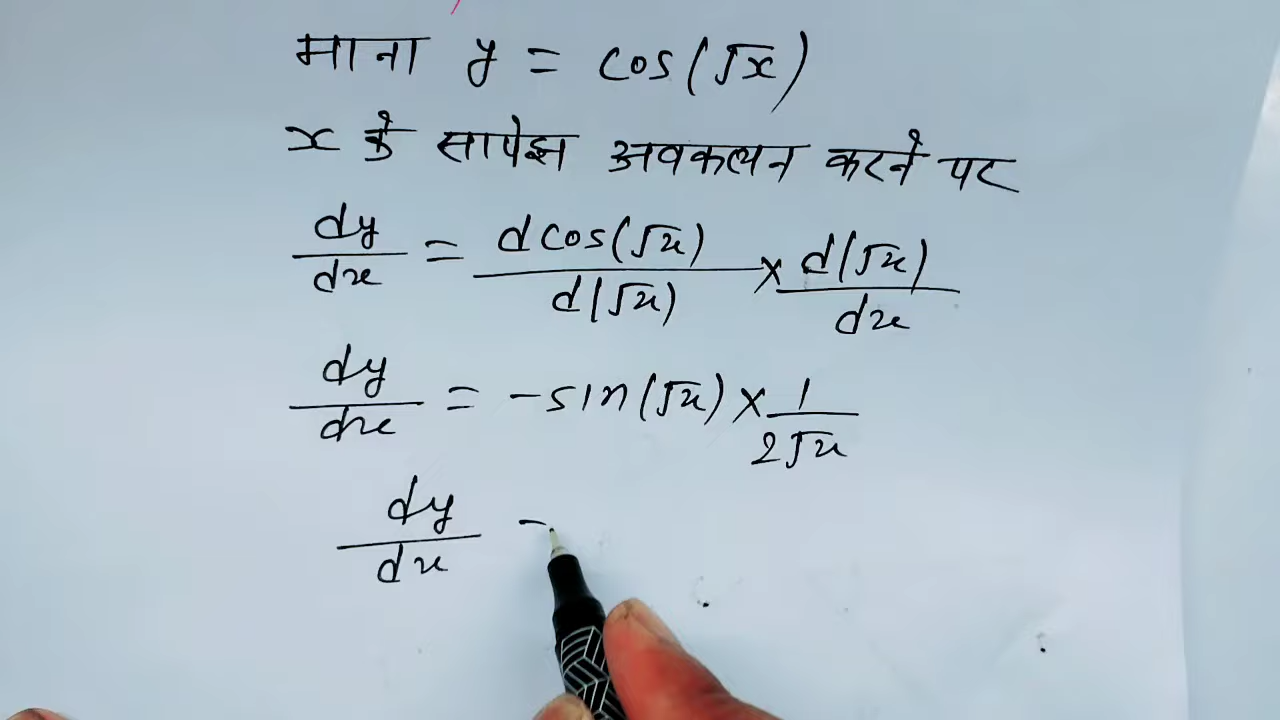 माना y = cos(√x)
x के सापेक्ष अवकलन करने पर
dy/dx = d cos(√x)/d(√x) × d(√x)/dx
dy/dx = -sin(√x) × 1/2√x
dy/dx =